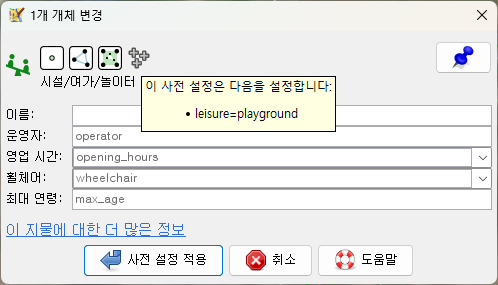 1개 개체 변경
시설/여가/놀이터
이 사전 설정은 다음을 설정합니다:
• leisure=playground
이름:
운영자: operator
영업 시간: opening_hours
휠체어: wheelchair
최대 연령: max_age
이 지물에 대한 더 많은 정보
사전 설정 적용 취소 도움말